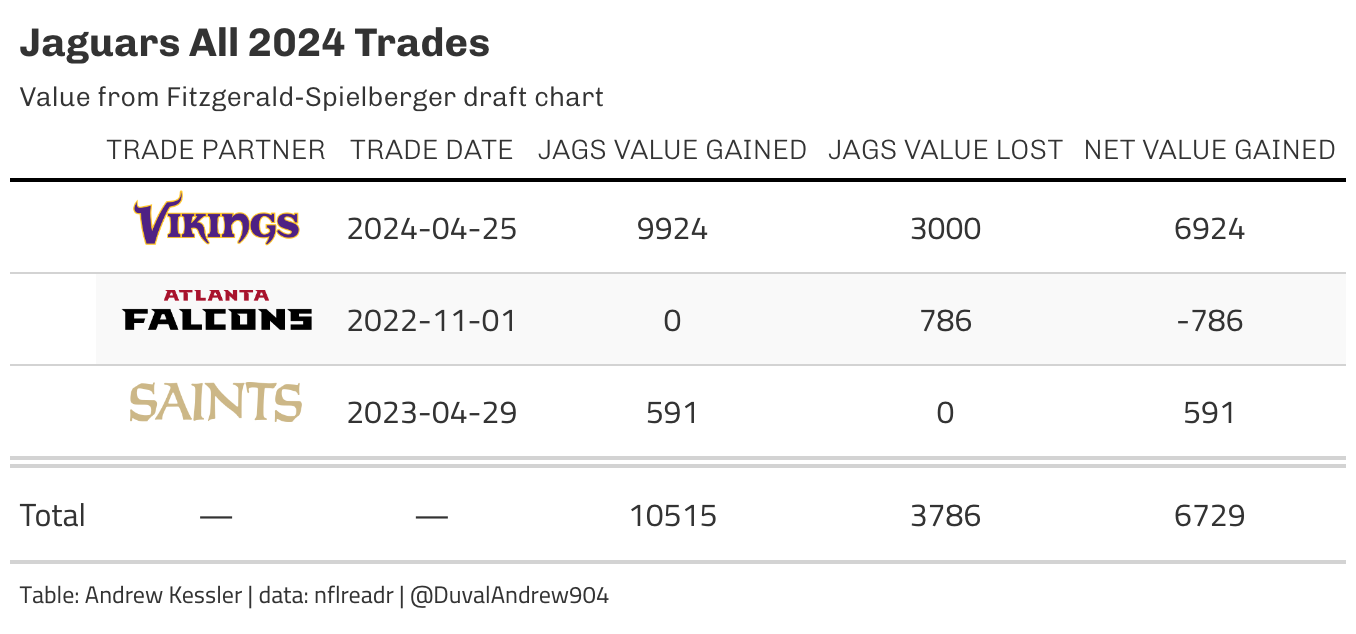 Jaguars All 2024 Trades
Value from Fitzgerald-Spielberger draft chart
TRADE PARTNER TRADE DATE JAGS VALUE GAINED JAGS VALUE LOST NET VALUE GAINED
VIKINGS 2024-04-25 9924 3000 6924
ATLANTA
FALCONS 2022-11-01 0 786 -786
SAINTS 2023-04-29 591 0 591
Total — — 10515 3786 6729
Table: Andrew Kessler | data: nflreadr | @DuvalAndrew904